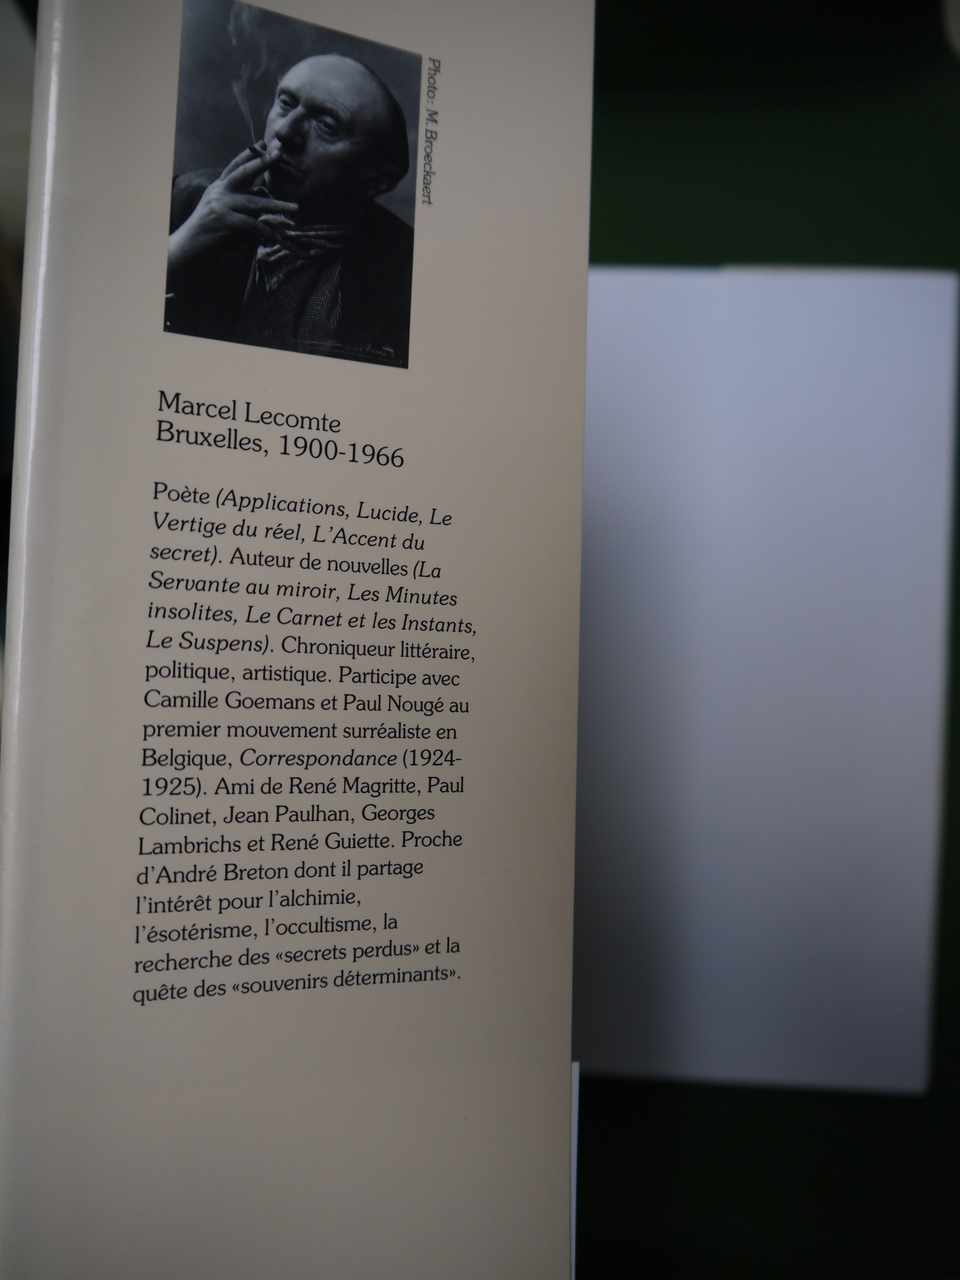 Photo: M. Broeckaert
Marcel Lecomte
Bruxelles, 1900-1966
Poète (Applications, Lucide, Le
Vertige du réel, L'Accent du
secret). Auteur de nouvelles (La
Servante au miroir, Les Minutes
insolites, Le Carnet et les Instants,
Le Suspens). Chroniqueur littéraire,
politique, artistique. Participe avec
Camille Goemans et Paul Nougé au
premier mouvement surréaliste en
Belgique, Correspondance (1924-
1925). Ami de René Magritte, Paul
Colinet, Jean Paulhan, Georges
Lambrichs et René Guiette. Proche
d'André Breton dont il partage
l'intérêt pour l'alchimie,
l'ésotérisme, l'occultisme, la
recherche des «secrets perdus» et la
quête des «souvenirs déterminants».